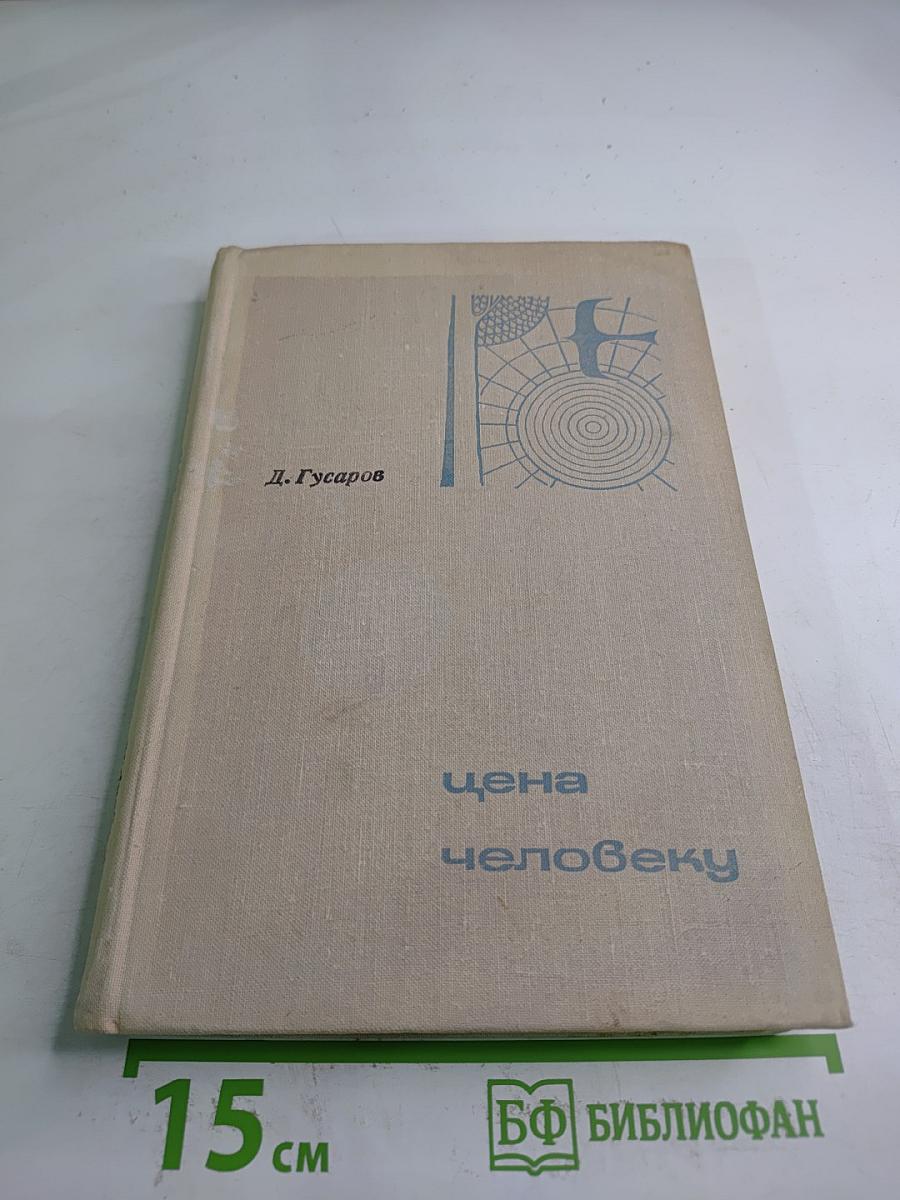 Д. Гусаров
цена
человеку
15 см
БФ БИБЛИОФАН